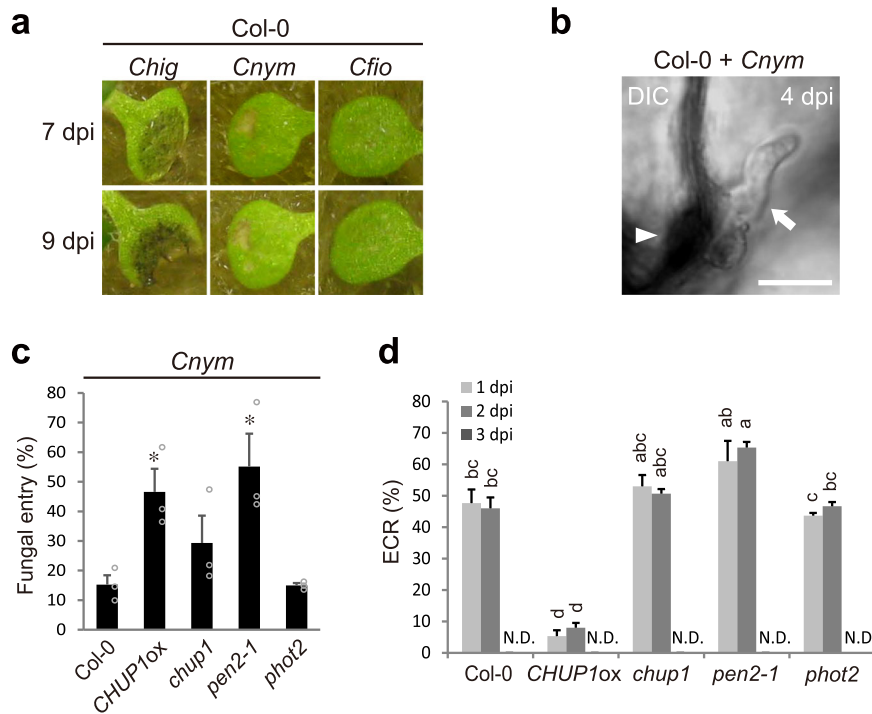 a
Col-0
Chig Cnym Cfio
7 dpi
9 dpi
b
Col-0 + Cnym
DIC 4 dpi
c
Cnym
Fungal entry (%)
80
70
60
50
40
30
20
10
0
* *
Col-0 CHUP1ox chup1 pen2-1 phot2
d
1 dpi
2 dpi
3 dpi
ECR (%)
80
70
60
50
40
30
20
10
0
bc bc N.D. d d N.D. abc abc N.D. ab a N.D. c bc N.D.
Col-0 CHUP1ox chup1 pen2-1 phot2